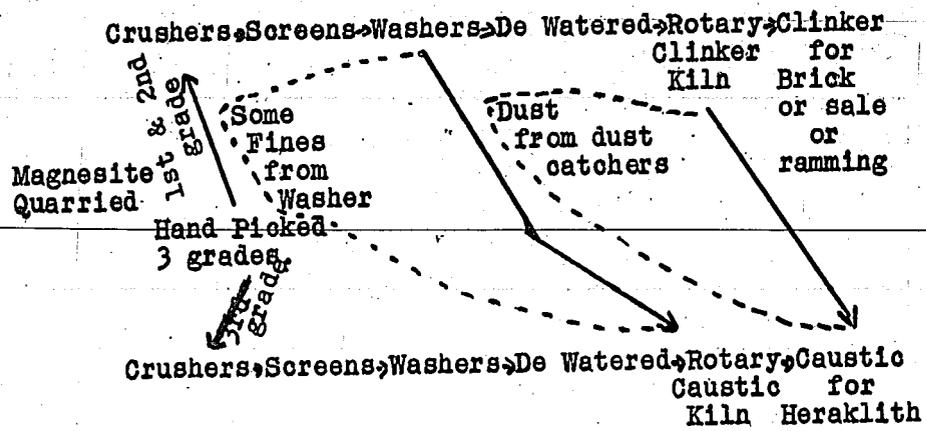 Crushers→Screens→Washers→De Watered→Rotary→Clinker
Clinker for
Kiln Brick
or sale
or
ramming
1st & 2nd
grade
Some
Fines
from
Washer
Dust
from dust
catchers
Magnesite
Quarried
Hand Picked
3 grades
3rd
grade
Crushers→Screens→Washers→De Watered→Rotary→Caustic
Caustic for
Kiln Heraklith